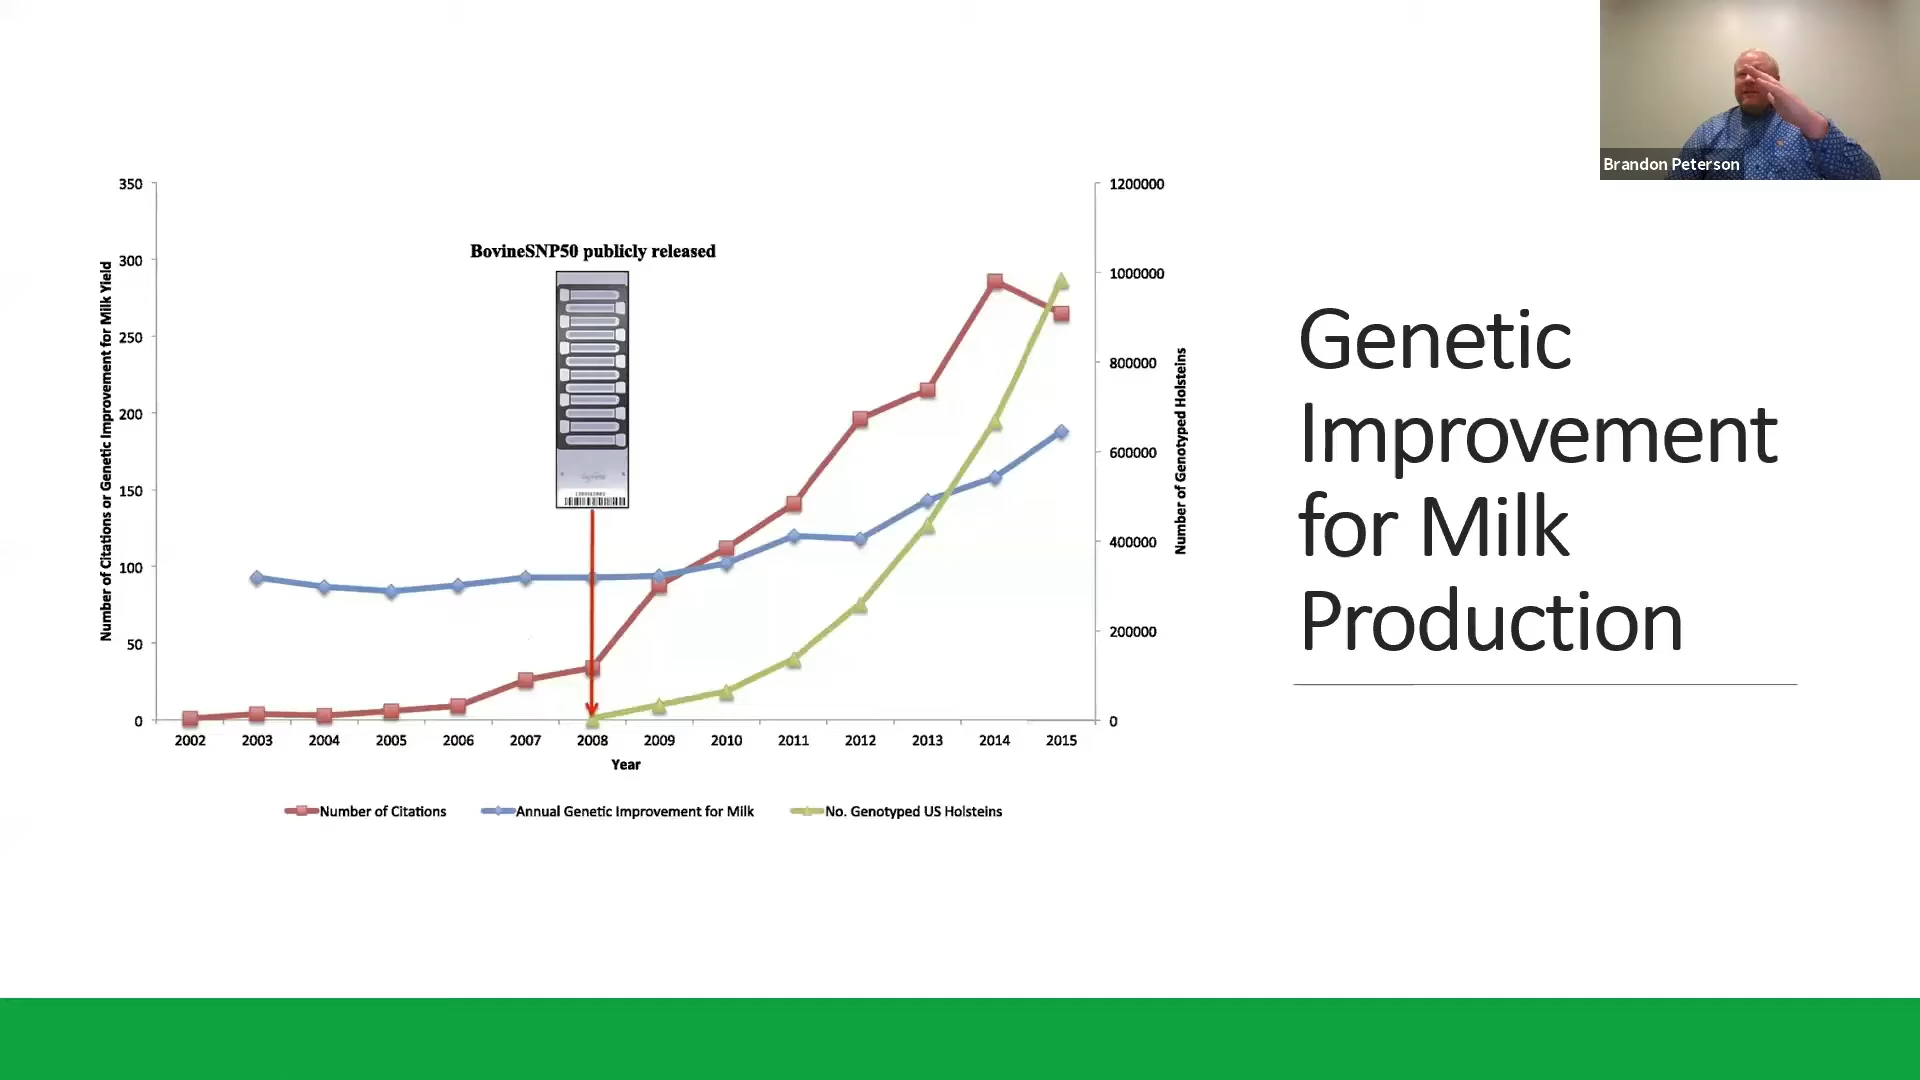 Brandon Peterson
Genetic
Improvement
for Milk
Production
BovineSNP50 publicly released
Number of Citations or Genetic Improvement for Milk Yield
350
300
250
200
150
100
50
0
Number of Genotyped Holsteins
1200000
1000000
800000
600000
400000
200000
0
2002 2003 2004 2005 2006 2007 2008 2009 2010 2011 2012 2013 2014 2015
Year
Number of Citations Annual Genetic Improvement for Milk No. Genotyped US Holsteins